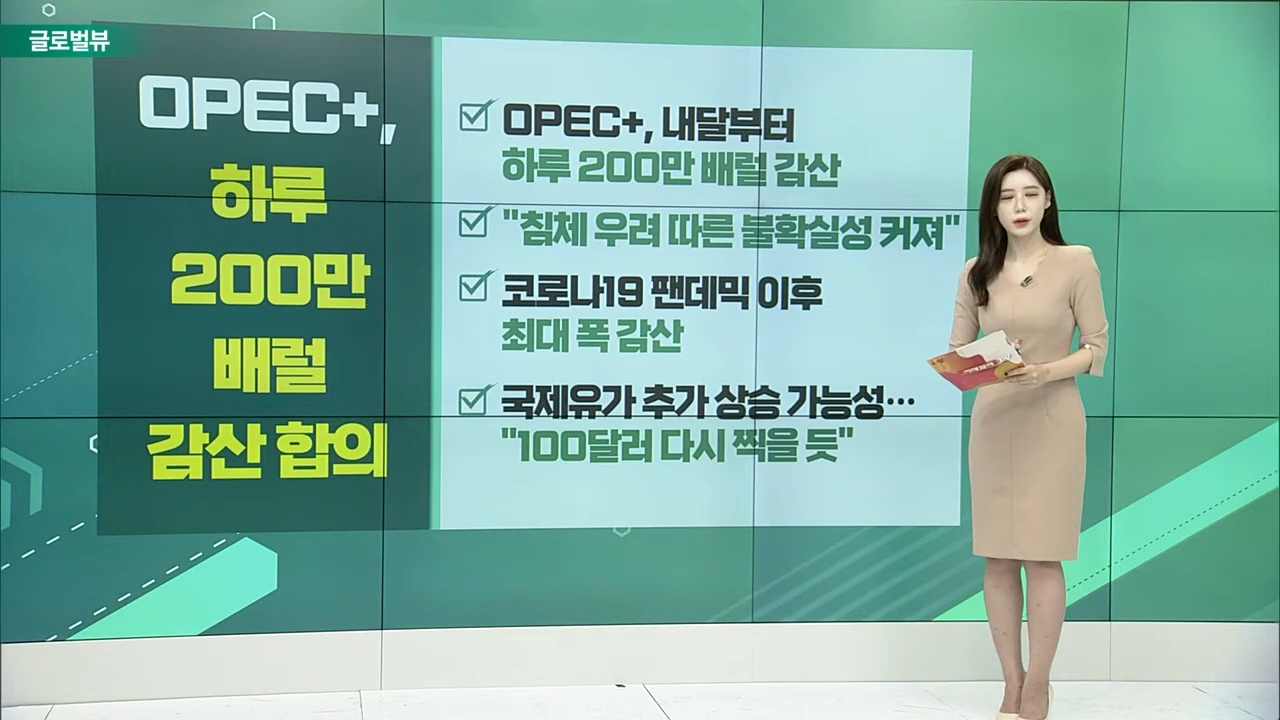 글로벌뷰
OPEC+,
하루
200만
배럴
감산 합의
OPEC+, 내달부터
하루 200만 배럴 감산
"침체 우려 따른 불확실성 커져"
코로나19 팬데믹 이후
최대 폭 감산
국제유가 추가 상승 가능성…
"100달러 다시 찍을 듯"